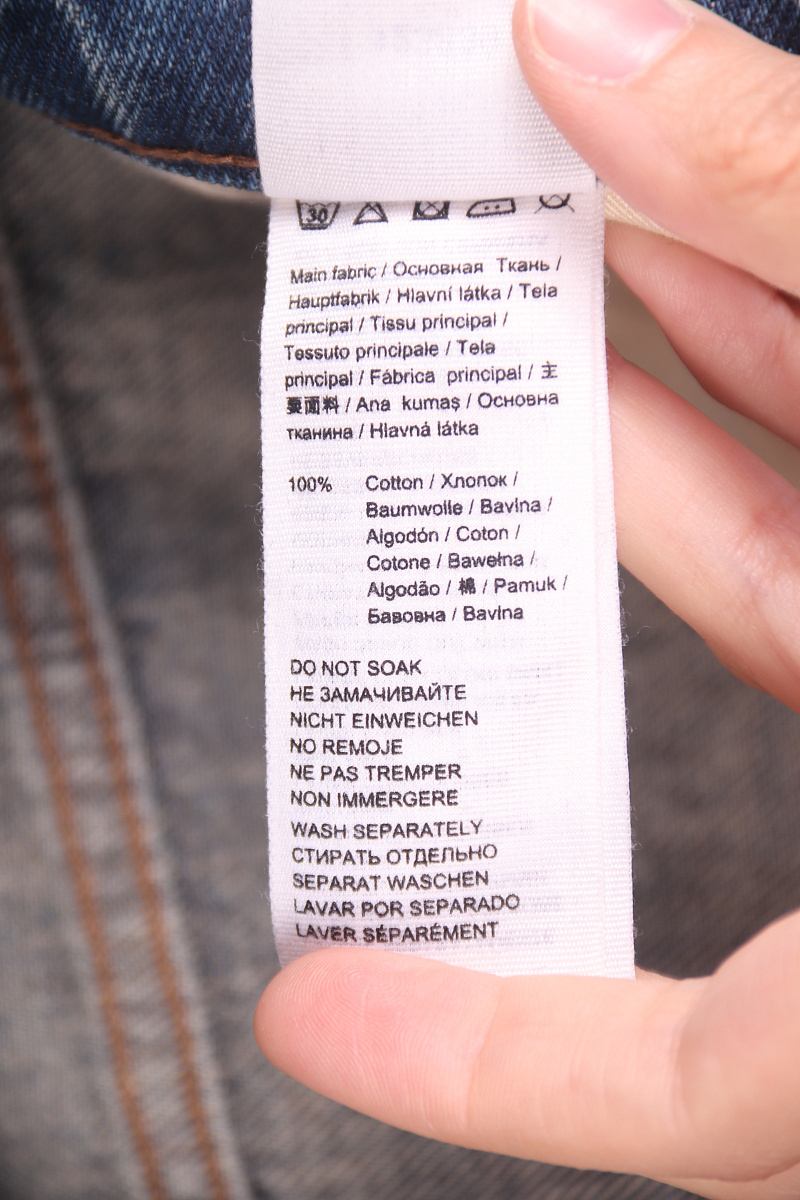 30
Main fabric / Основная Ткань /
Hauptfabrik / Hlavní látka / Tela
principal / Tissu principal /
Tessuto principale / Tela
principal / Fábrica principal / 主
要面料 / Ana kumaş / Основна
тканина / Hlavná látka
100% Cotton / Хлопок /
Baumwolle / Bavlna /
Algodón / Coton /
Cotone / Bawełna /
Algodão / 棉 / Pamuk /
Бавовна / Bavlna
DO NOT SOAK
НЕ ЗАМАЧИВАЙТЕ
NICHT EINWEICHEN
NO REMOJE
NE PAS TREMPER
NON IMMERGERE
WASH SEPARATELY
СТИРАТЬ ОТДЕЛЬНО
SEPARAT WASCHEN
LAVAR POR SEPARADO
LAVER SÉPARÉMENT